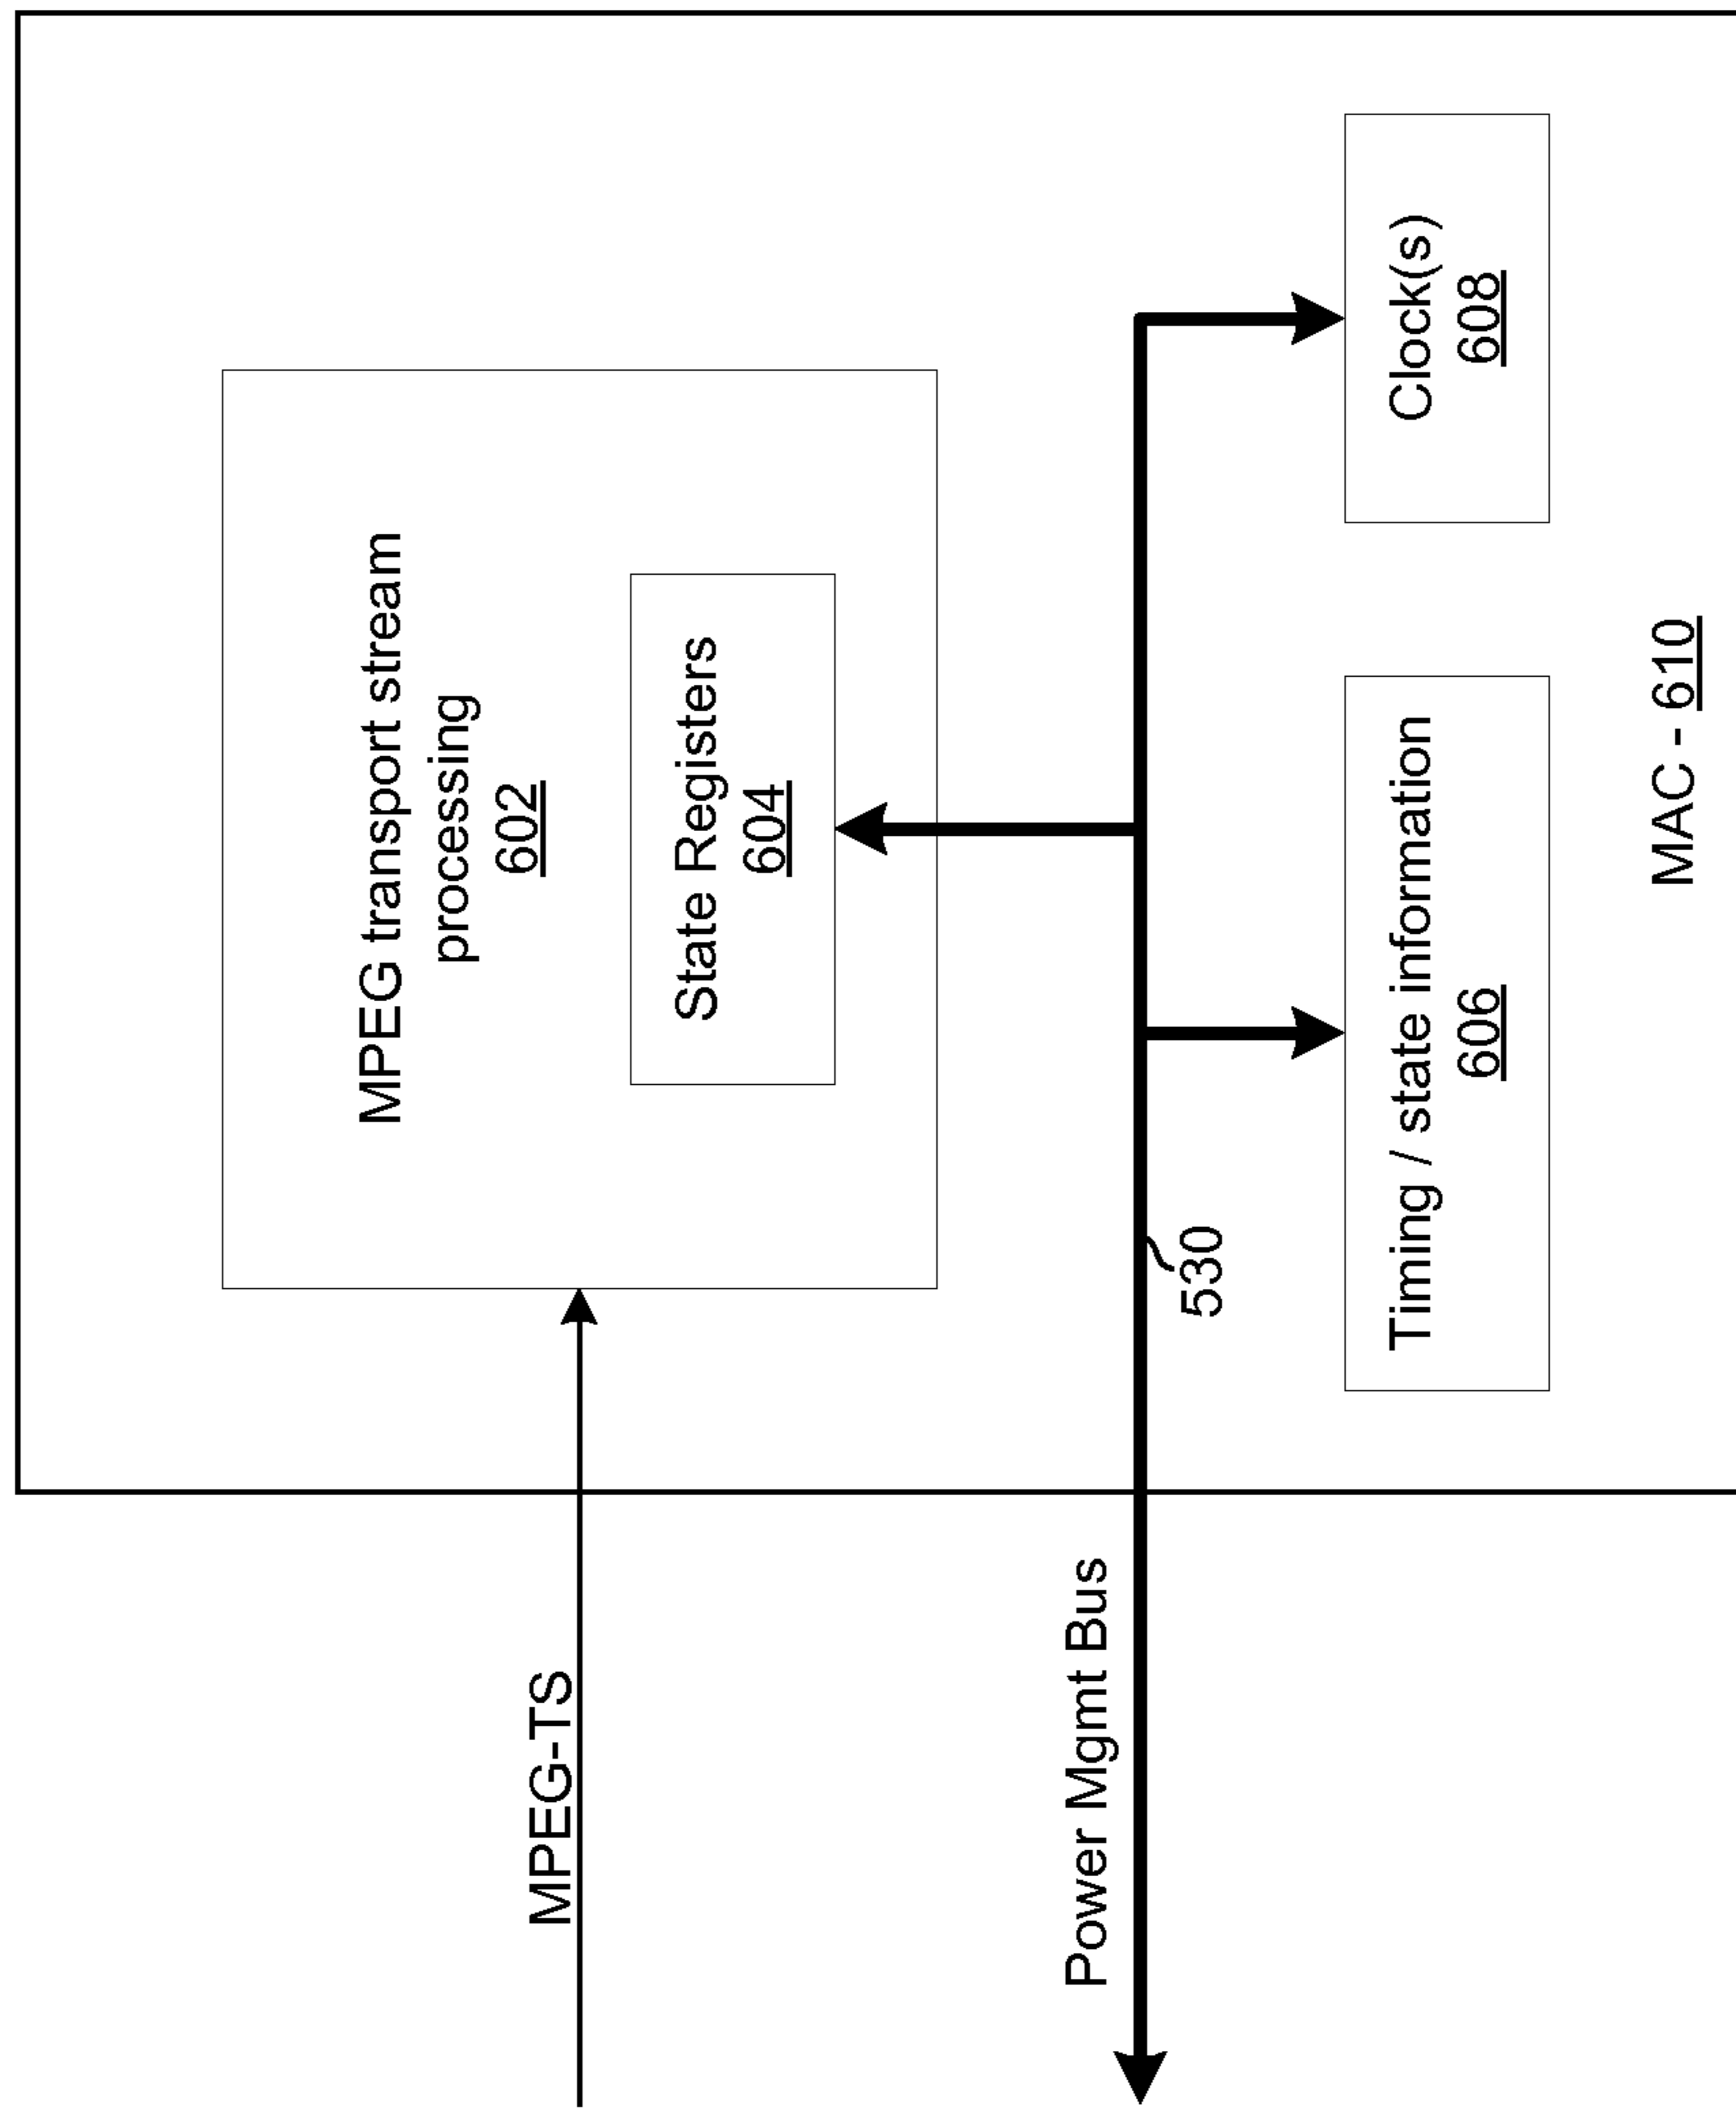 MPEG transport stream
processing
602
State Registers
604
MPEG-TS
Power Mgmt Bus
530
Timing / state information
606
Clock(s)
608
MAC - 610